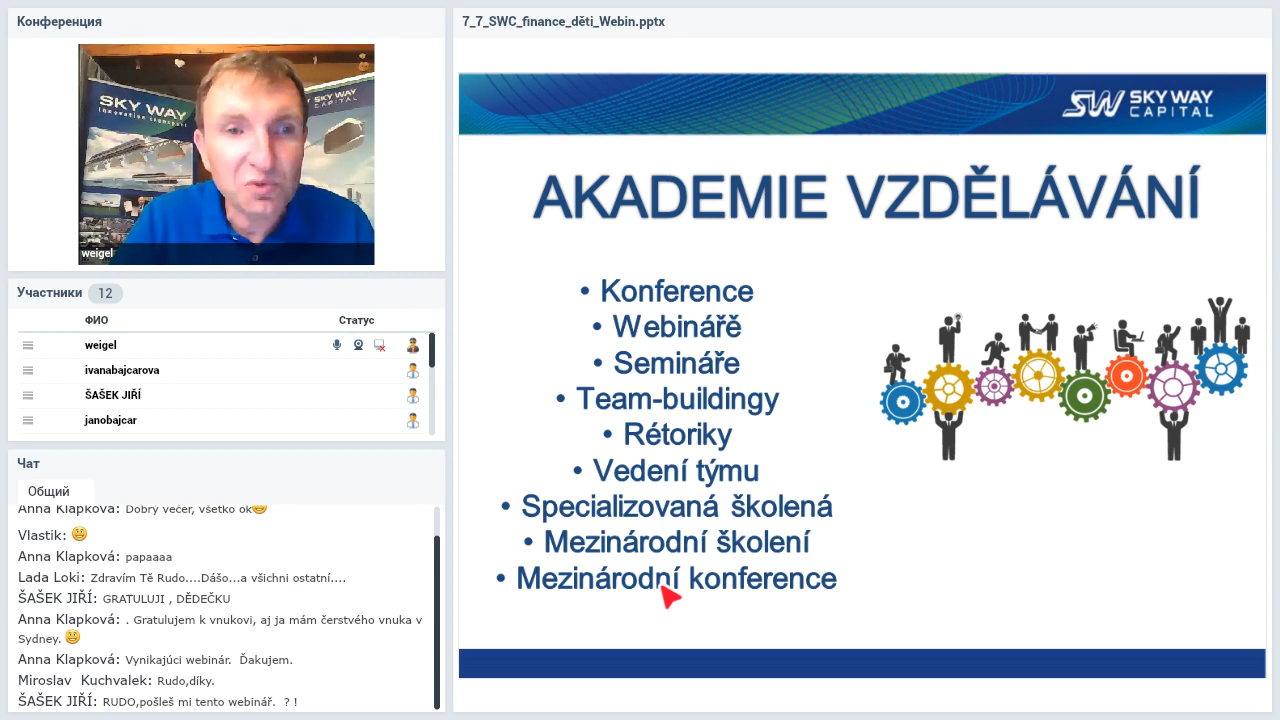 Конференция
SKY WAY
innovative transport
SKY WAY
CAPITAL
weigel
Участники 12
ФИО Статус
weigel
ivanabajcarova
ŠAŠEK JIŘÍ
janobajcar
Чат
Общий
Anna Klapková: Dobrý večer, všetko ok
Vlastik:
Anna Klapková: papaaaa
Lada Loki: Zdravím Tě Rudo....Dášo...a všichni ostatní....
ŠAŠEK JIŘÍ: GRATULUJI , DĚDEČKU
Anna Klapková: . Gratulujem k vnukovi, aj ja mám čerstvého vnuka v
Sydney.
Anna Klapková: Vynikajúci webinár. Ďakujem.
Miroslav Kuchvalek: Rudo,díky.
ŠAŠEK JIŘÍ: RUDO,pošleš mi tento webinář. ? !
7_7_SWC_finance_děti_Webin.pptx
SW SKY WAY
CAPITAL
AKADEMIE VZDĚLÁVÁNÍ
• Konference
• Webinářě
• Semináře
• Team-buildingy
• Rétoriky
• Vedení týmu
• Specializovaná školená
• Mezinárodní školení
• Mezinárodní konference